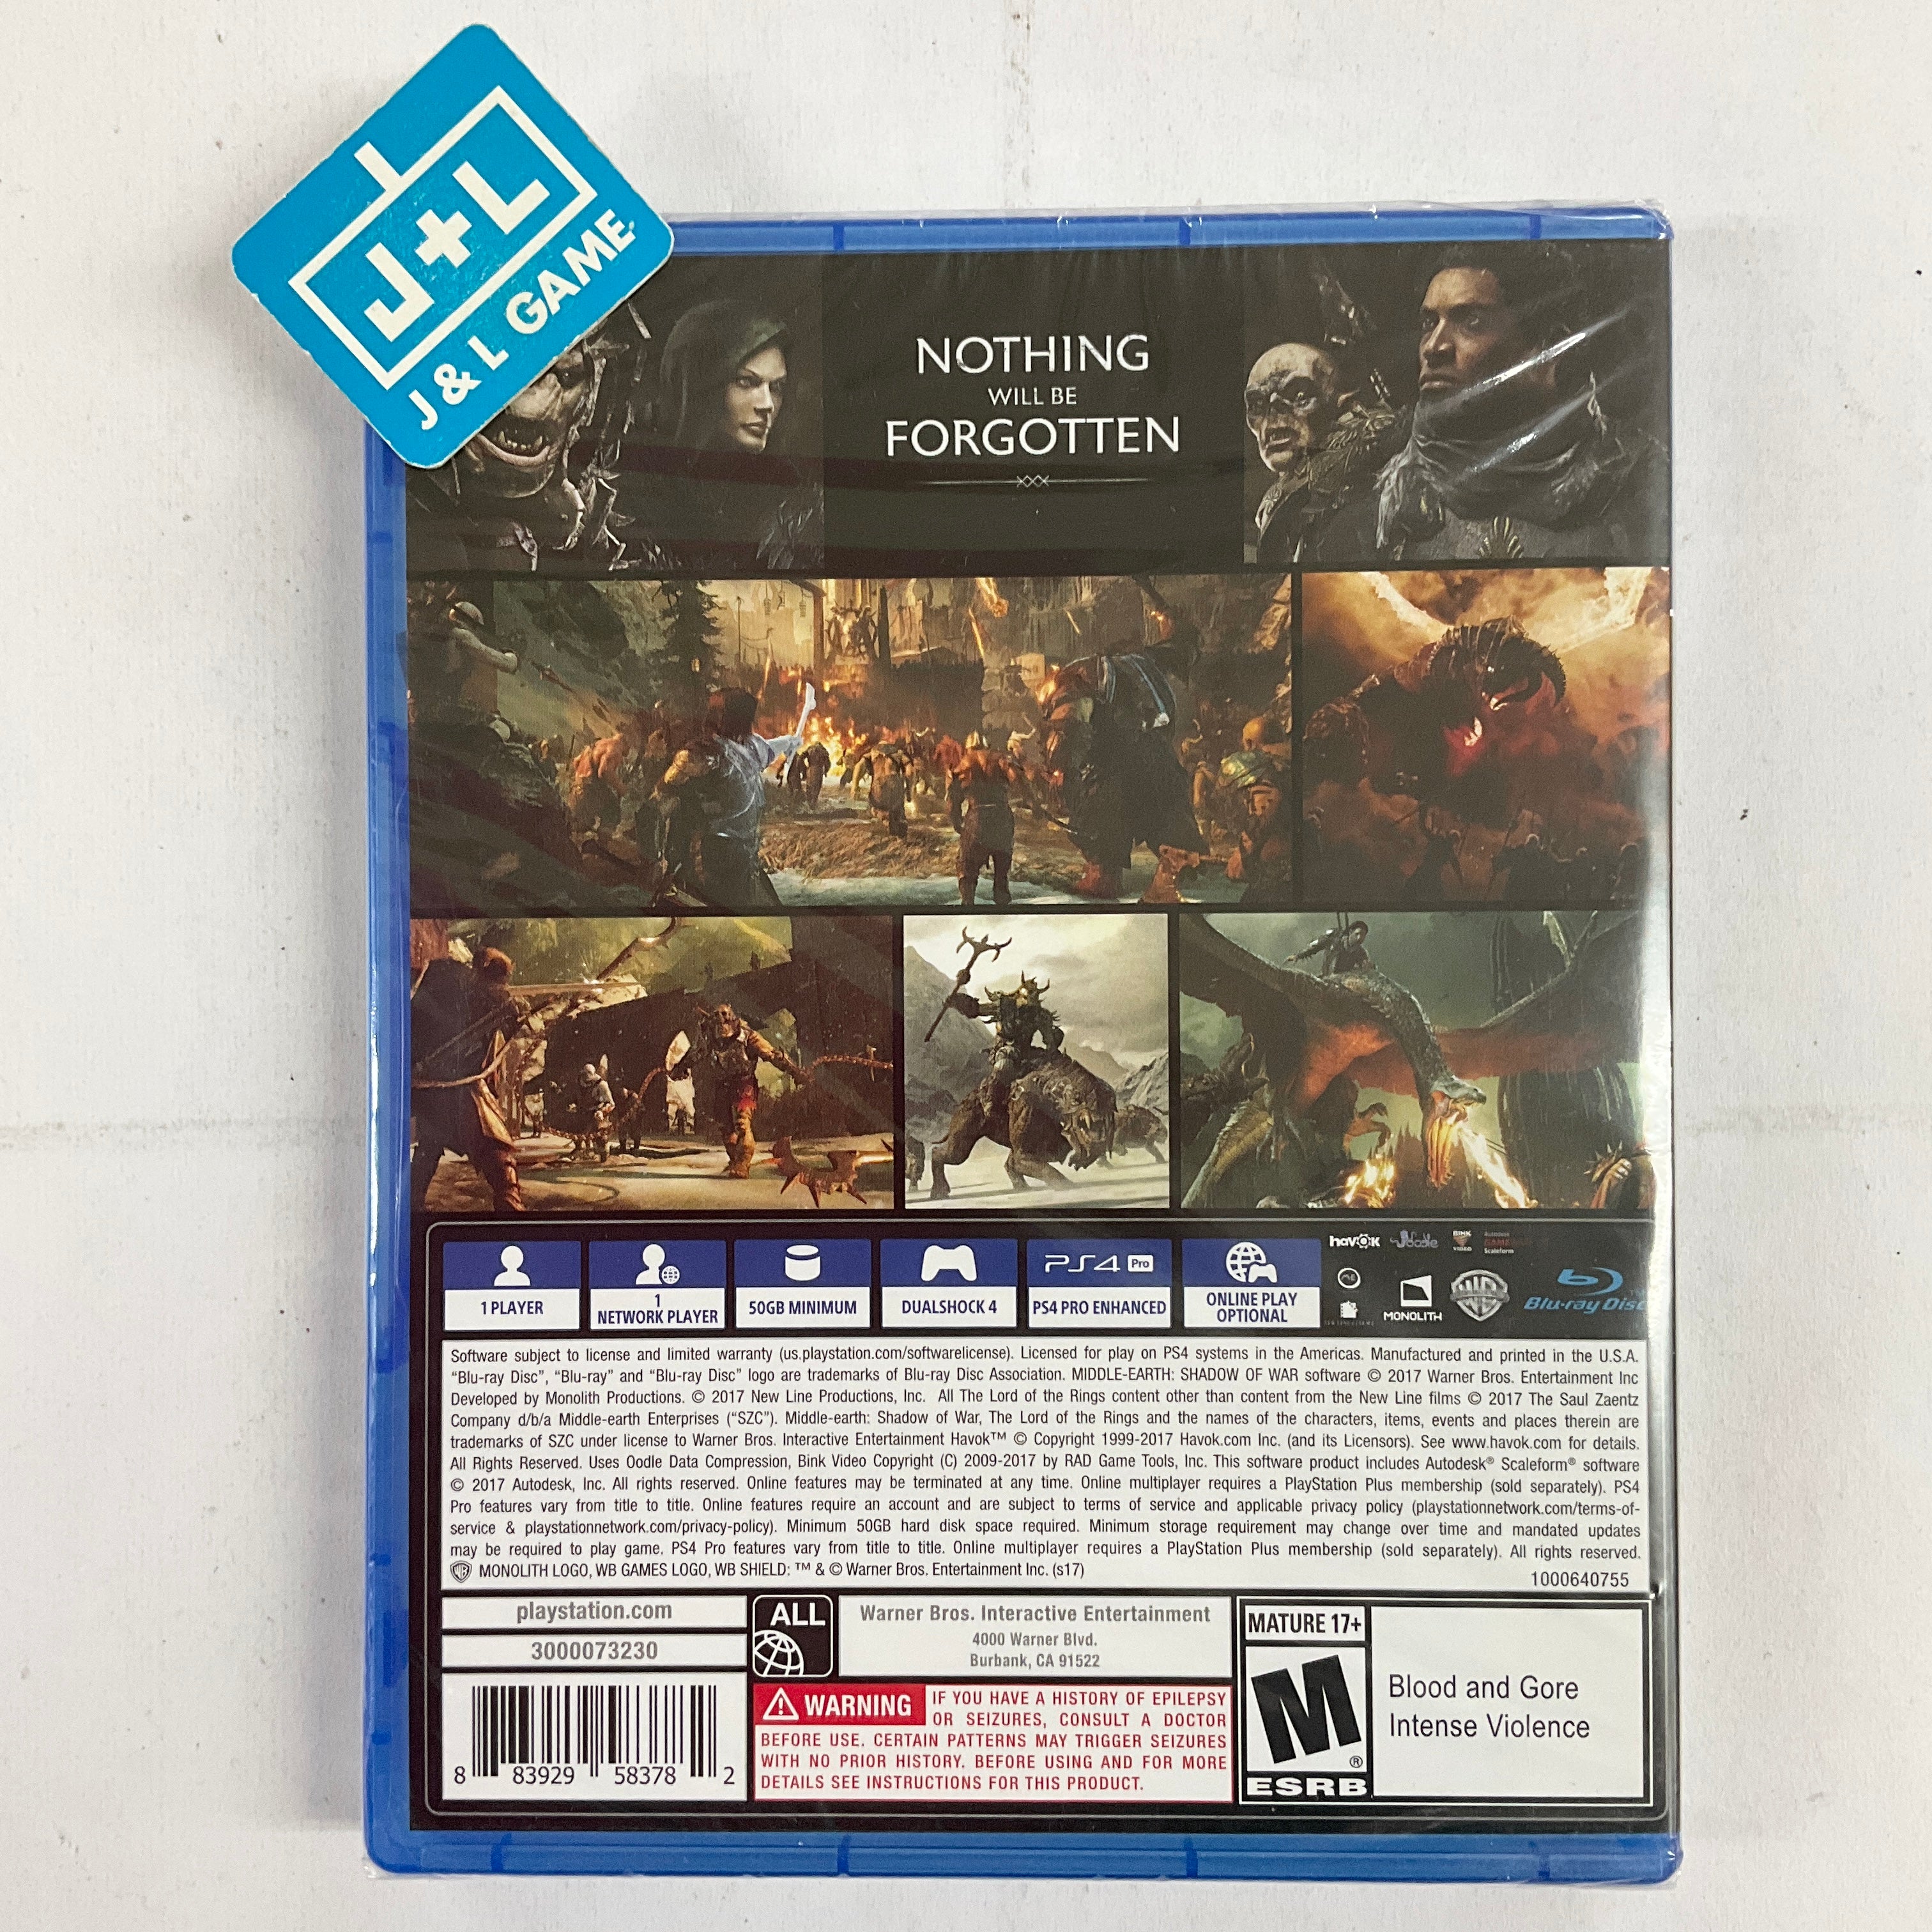 J+L
J & L GAME
NOTHING
WILL BE
FORGOTTEN
1 PLAYER
1
NETWORK PLAYER
50GB MINIMUM
DUALSHOCK 4
PS4 Pro
PS4 PRO ENHANCED
ONLINE PLAY
OPTIONAL
havok
Oodle
BINK
VIDEO
Scaleform
MONOLITH
WB
Blu-ray Disc
Software subject to license and limited warranty (us.playstation.com/softwarelicense). Licensed for play on PS4 systems in the Americas. Manufactured and printed in the U.S.A.
“Blu-ray Disc”, “Blu-ray” and “Blu-ray Disc” logo are trademarks of Blu-ray Disc Association. MIDDLE-EARTH: SHADOW OF WAR software © 2017 Warner Bros. Entertainment Inc
Developed by Monolith Productions. © 2017 New Line Productions, Inc. All The Lord of the Rings content other than content from the New Line films © 2017 The Saul Zaentz
Company d/b/a Middle-earth Enterprises (“SZC”). Middle-earth: Shadow of War, The Lord of the Rings and the names of the characters, items, events and places therein are
trademarks of SZC under license to Warner Bros. Interactive Entertainment Havok™ © Copyright 1999-2017 Havok.com Inc. (and its Licensors). See www.havok.com for details.
All Rights Reserved. Uses Oodle Data Compression, Bink Video Copyright (C) 2009-2017 by RAD Game Tools, Inc. This software product includes Autodesk® Scaleform® software
© 2017 Autodesk, Inc. All rights reserved. Online features may be terminated at any time. Online multiplayer requires a PlayStation Plus membership (sold separately). PS4
Pro features vary from title to title. Online features require an account and are subject to terms of service and applicable privacy policy (playstationnetwork.com/terms-of-
service & playstationnetwork.com/privacy-policy). Minimum 50GB hard disk space required. Minimum storage requirement may change over time and mandated updates
may be required to play game. PS4 Pro features vary from title to title. Online multiplayer requires a PlayStation Plus membership (sold separately). All rights reserved.
MONOLITH LOGO, WB GAMES LOGO, WB SHIELD: ™ & © Warner Bros. Entertainment Inc. (s17)
1000640755
playstation.com
3000073230
8 83929 58378 2
ALL
Warner Bros. Interactive Entertainment
4000 Warner Blvd.
Burbank, CA 91522
WARNING IF YOU HAVE A HISTORY OF EPILEPSY
OR SEIZURES, CONSULT A DOCTOR
BEFORE USE. CERTAIN PATTERNS MAY TRIGGER SEIZURES
WITH NO PRIOR HISTORY. BEFORE USING AND FOR MORE
DETAILS SEE INSTRUCTIONS FOR THIS PRODUCT.
MATURE 17+
M
®
ESRB
Blood and Gore
Intense Violence